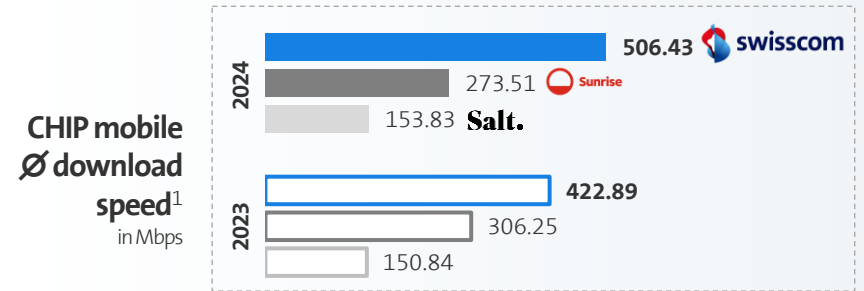 CHIP mobile
Ø download
speed1
in Mbps
2024
506.43 swisscom
273.51 Sunrise
153.83 Salt.
2023
422.89
306.25
150.84